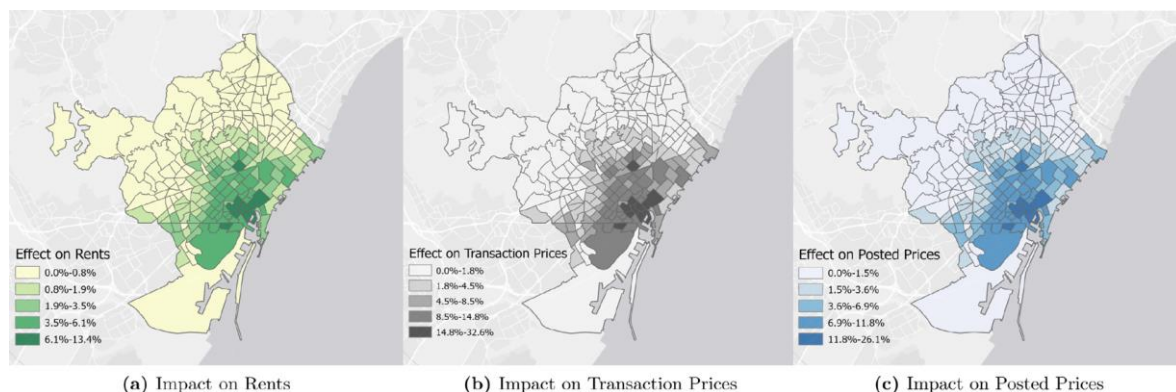 Effect on Rents
0.0%-0.8%
0.8%-1.9%
1.9%-3.5%
3.5%-6.1%
6.1%-13.4%
Effect on Transaction Prices
0.0%-1.8%
1.8%-4.5%
4.5%-8.5%
8.5%-14.8%
14.8%-32.6%
Effect on Posted Prices
0.0%-1.5%
1.5%-3.6%
3.6%-6.9%
6.9%-11.8%
11.8%-26.1%
(a) Impact on Rents
(b) Impact on Transaction Prices
(c) Impact on Posted Prices